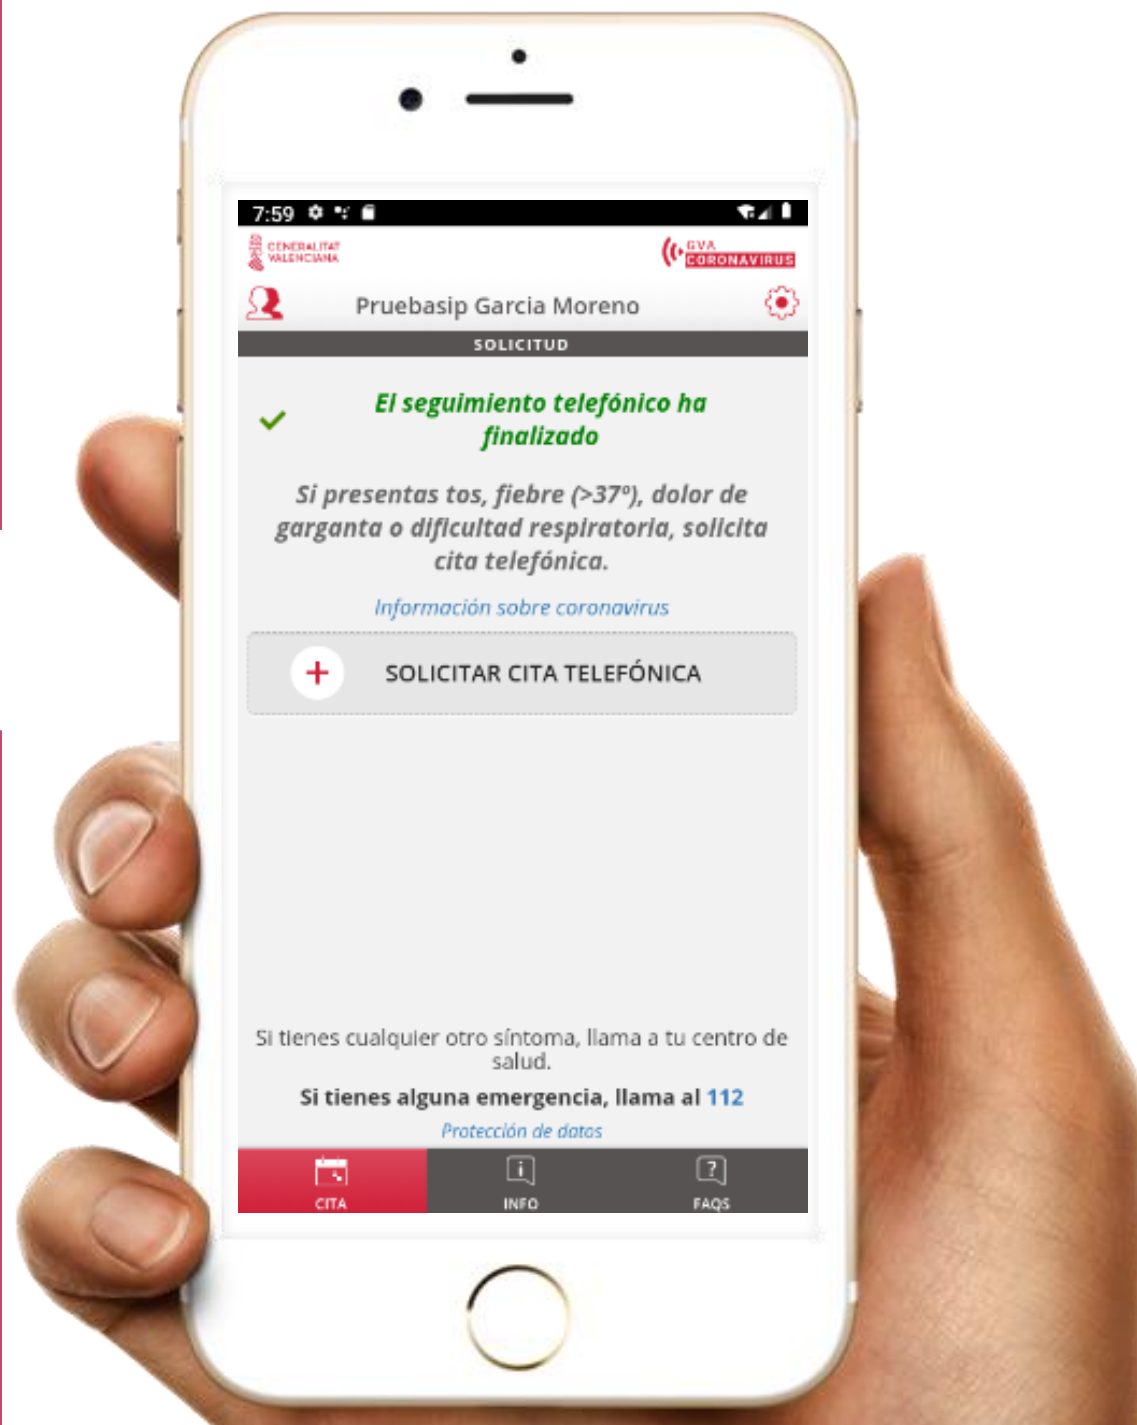 7:59
GENERALITAT
VALENCIANA
GVA
CORONAVIRUS
Pruebasip Garcia Moreno
SOLICITUD
El seguimiento telefónico ha
finalizado
Si presentas tos, fiebre (>37º), dolor de
garganta o dificultad respiratoria, solicita
cita telefónica.
Información sobre coronavirus
+ SOLICITAR CITA TELEFÓNICA
Si tienes cualquier otro síntoma, llama a tu centro de
salud.
Si tienes alguna emergencia, llama al 112
Protección de datos
CITA
INFO
FAQS